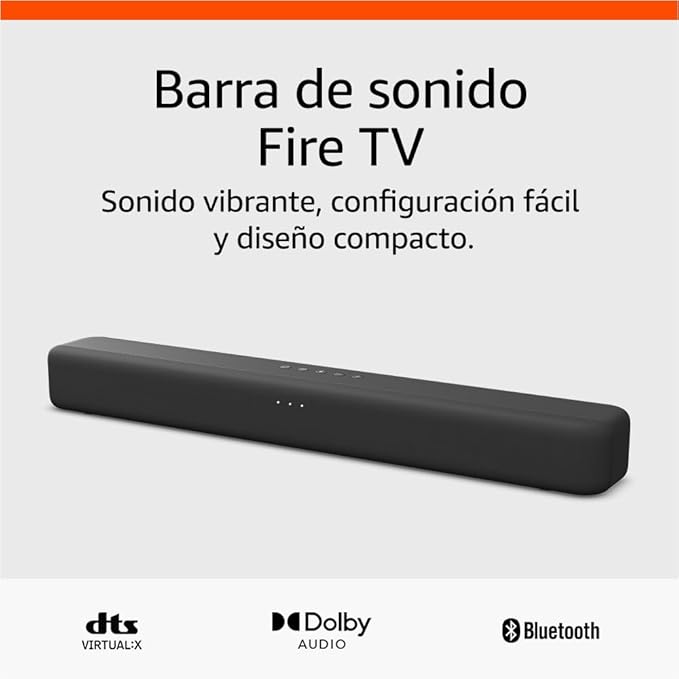 Barra de sonido
Fire TV
Sonido vibrante, configuración fácil
y diseño compacto.
dts
VIRTUAL:X
Dolby
AUDIO
Bluetooth